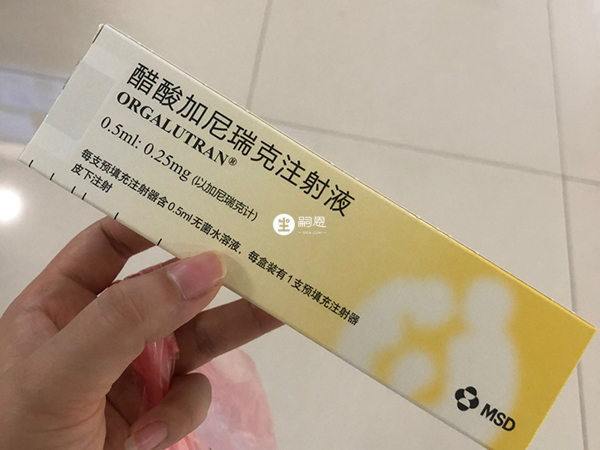 醋酸加尼瑞克注射液
ORGALUTRAN®
0.5ml: 0.25mg (以加尼瑞克计)
每支预填充注射器含0.5ml无菌水溶液，每盒装有1支预填充注射器
皮下注射
嗣恩
MSD